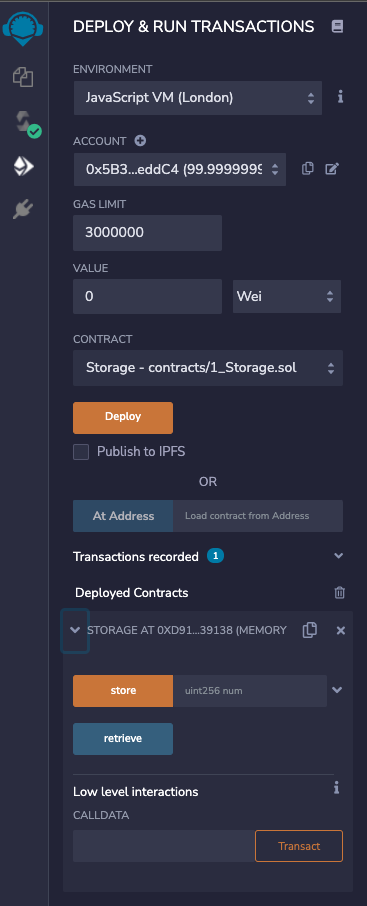 DEPLOY & RUN TRANSACTIONS
ENVIRONMENT
JavaScript VM (London)
ACCOUNT
0x5B3...eddC4 (99.9999999
GAS LIMIT
3000000
VALUE
0 Wei
CONTRACT
Storage - contracts/1_Storage.sol
Deploy
Publish to IPFS
OR
At Address Load contract from Address
Transactions recorded 1
Deployed Contracts
STORAGE AT 0XD91...39138 (MEMORY
store uint256 num
retrieve
Low level interactions
CALLDATA
Transact